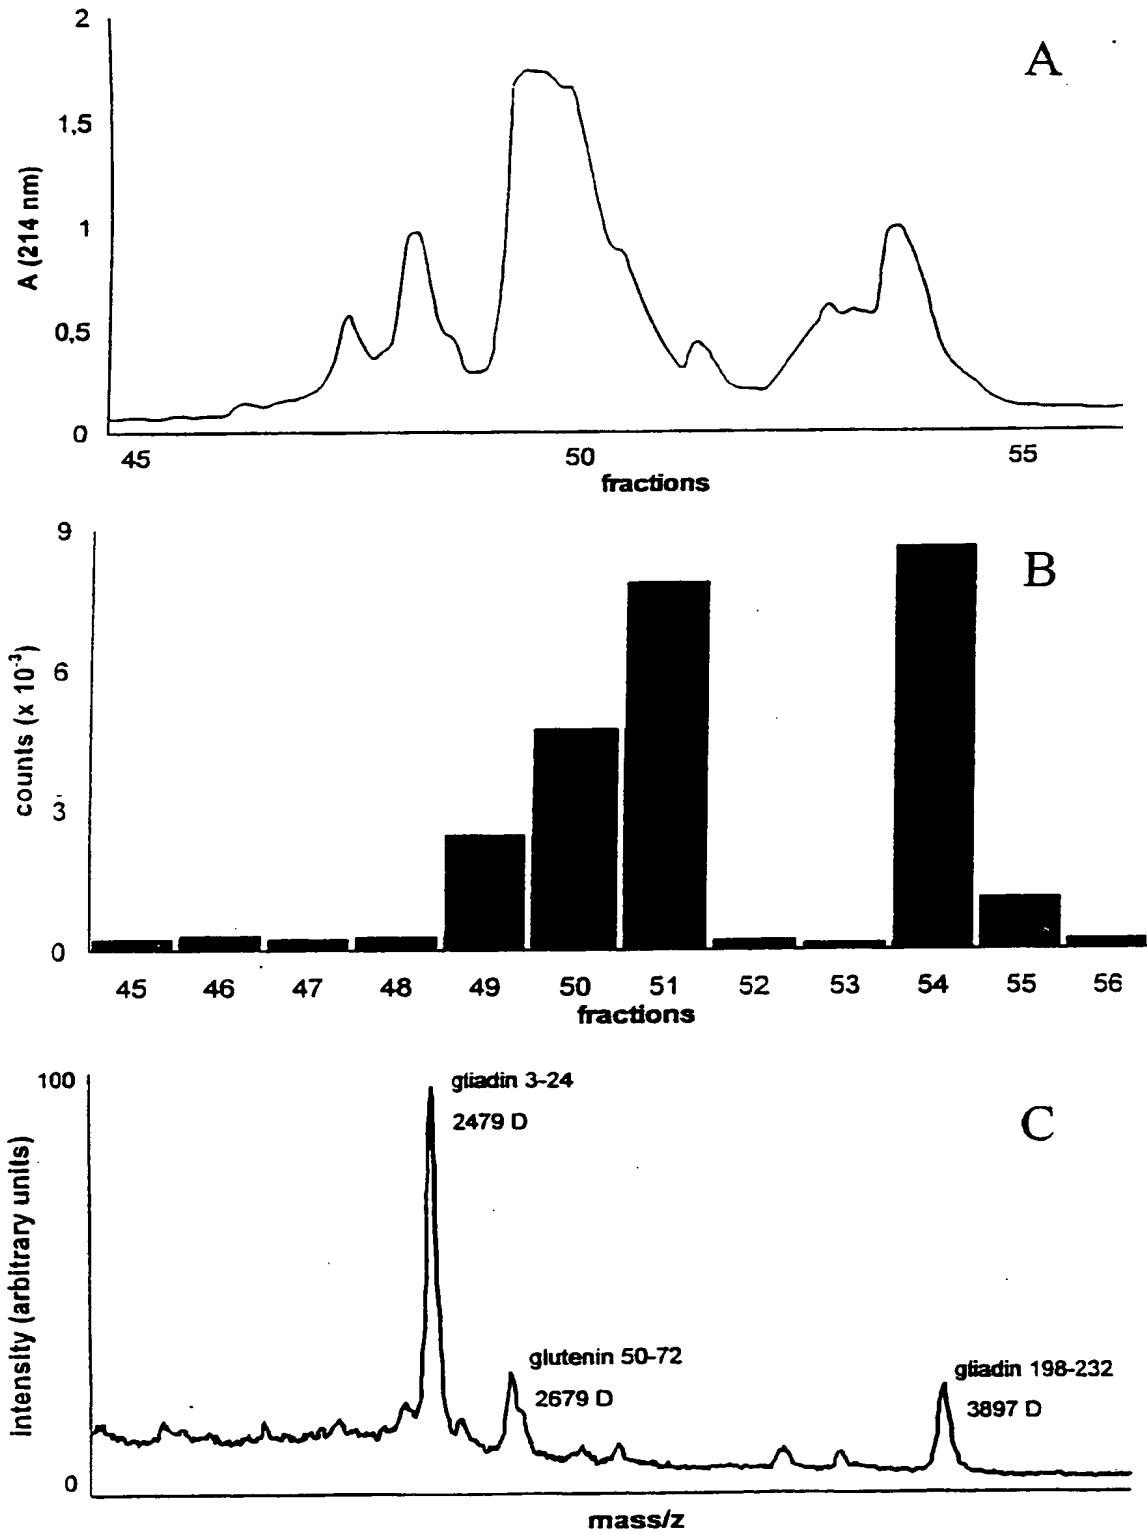 A
2
1,5
1
0,5
0
A (214 nm)
45 50 55
fractions
B
9
6
3
0
counts (x 10-3)
45 46 47 48 49 50 51 52 53 54 55 56
fractions
C
100
0
intensity (arbitrary units)
gliadin 3-24
2479 D
glutenin 50-72
2679 D
gliadin 198-232
3897 D
mass/z